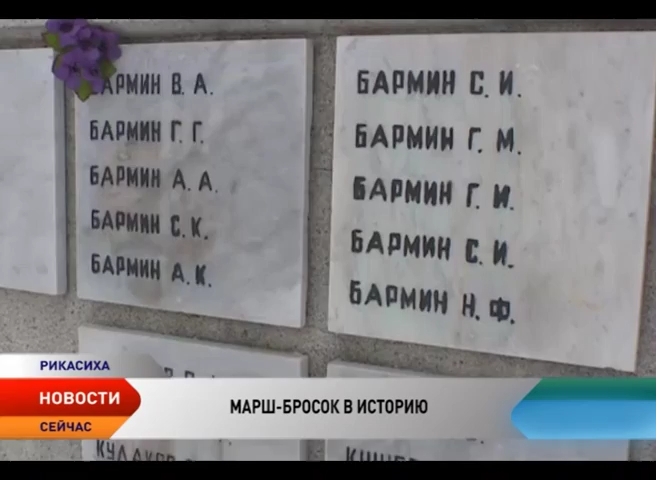 БАРМИН В. А.
БАРМИН Г. Г.
БАРМИН А. А.
БАРМИН С. К.
БАРМИН А. К.
БАРМИН С. И.
БАРМИН Г. М.
БАРМИН Г. И.
БАРМИН С. И.
БАРМИН Н. Ф.
РИКАСИХА
НОВОСТИ
СЕЙЧАС
МАРШ-БРОСОК В ИСТОРИЮ